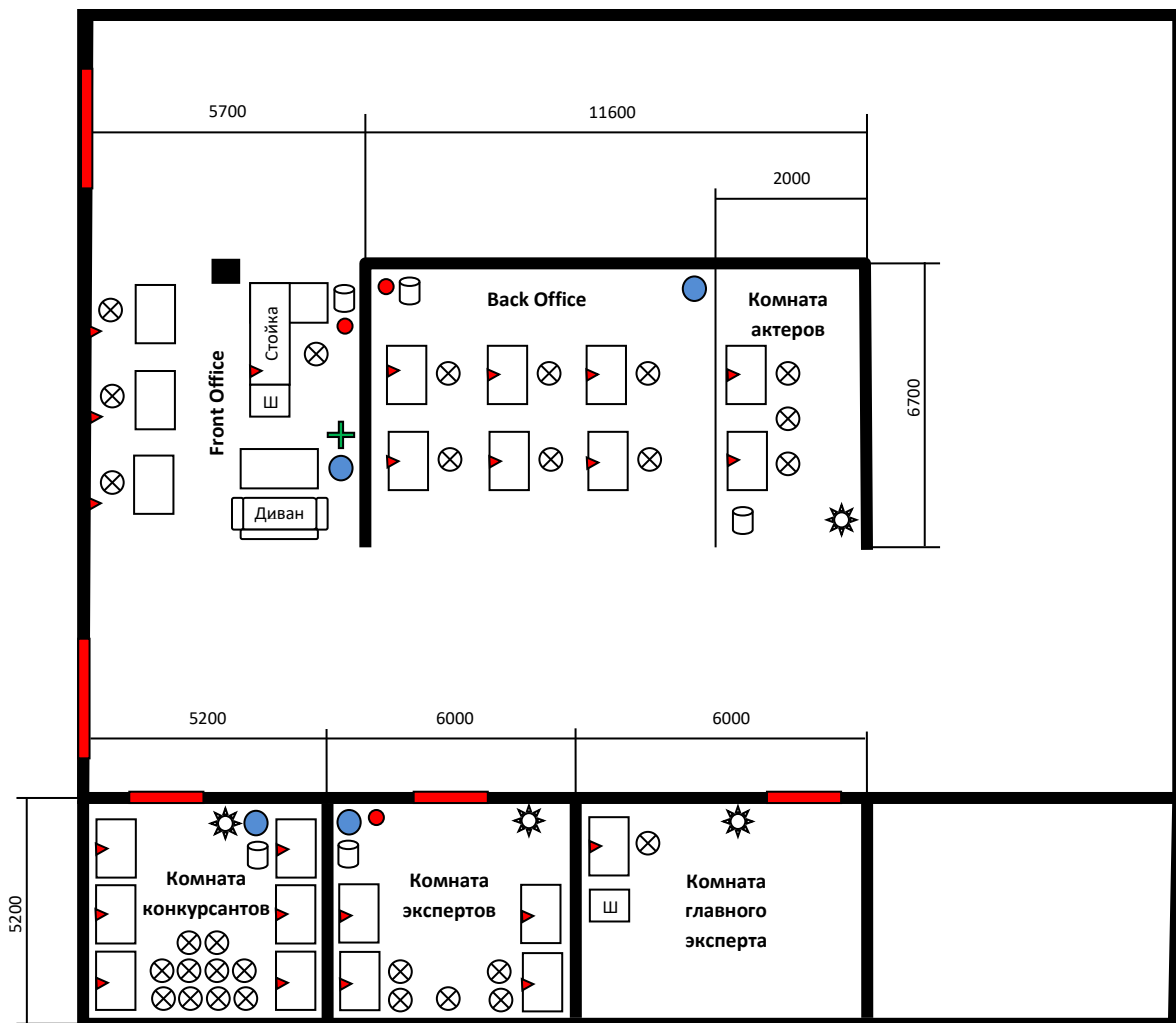 5700
11600
2000
Back Office
Комната
актеров
Стойка
Ш
Front Office
6700
Диван
5200
6000
6000
Комната
конкурсантов
Комната
экспертов
Комната
главного
эксперта
Ш
5200